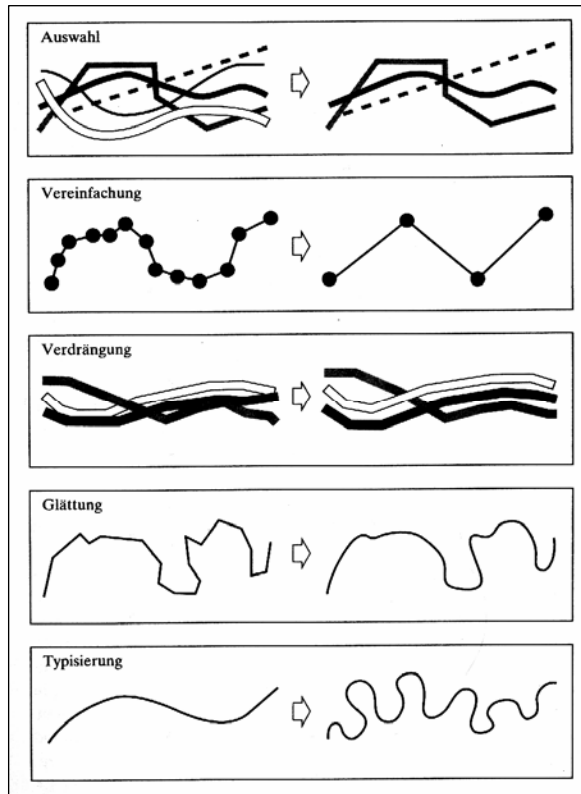 Auswahl
Vereinfachung
Verdrängung
Glättung
Typisierung